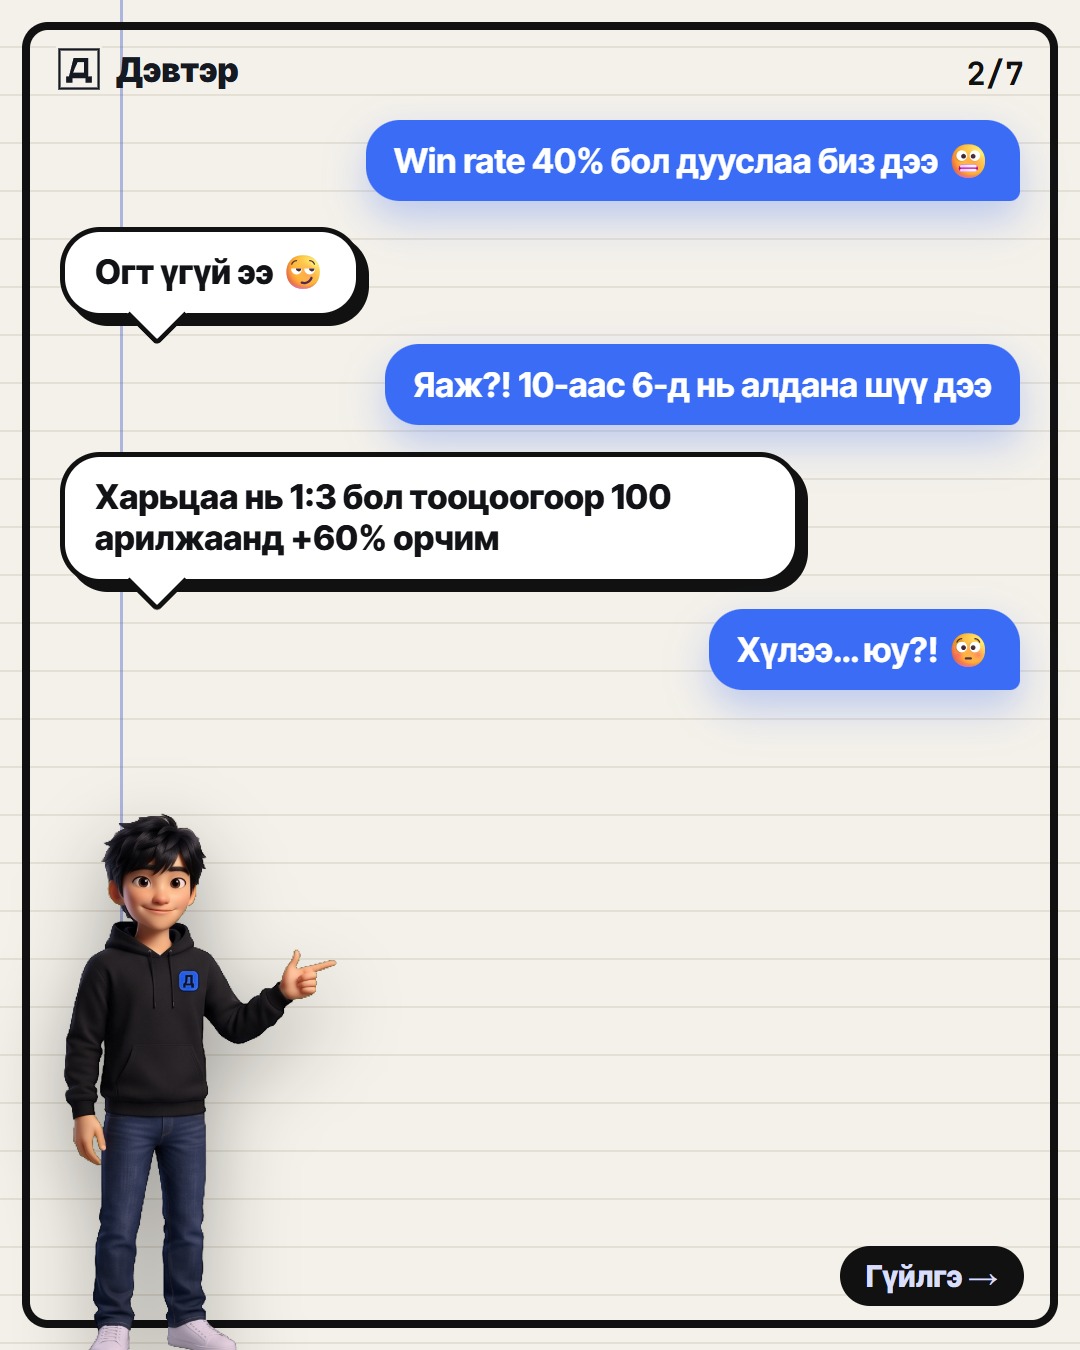 Д Дэвтэр
2/7
Win rate 40% бол дууслаа биз дээ 😬
Огт үгүй ээ 😏
Яаж?! 10-аас 6-д нь алдана шүү дээ
Харьцаа нь 1:3 бол тооцоогоор 100
арилжаанд +60% орчим
Хүлээ... юу?! 😳
Д
Гүйлгэ →